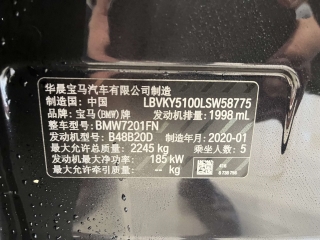 华晨宝马汽车有限公司制造
制造国: 中国 LBVKY5100LSW58775
品牌: 宝马(BMW)牌 发动机排量: 1998 mL
整车型号: BMW7201FN
发动机型号: B48B20D 制造年月: 2020-01
最大允许总质量: 2245 kg 乘坐人数: 5
发动机最大净功率: 185 kW
最大允许牵引质量: -- kg